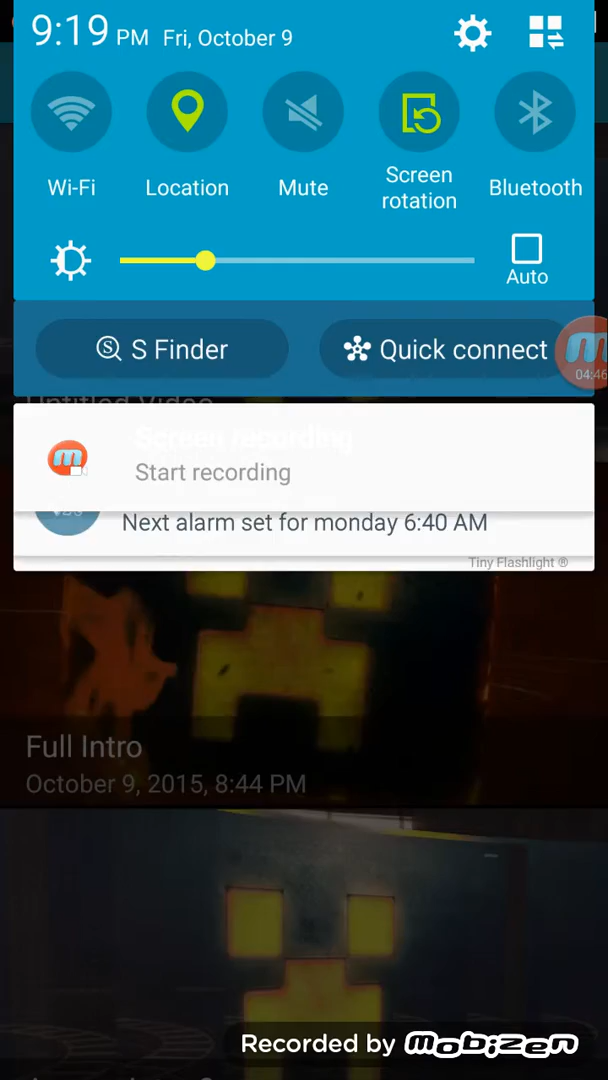 9:19 PM Fri, October 9
Wi-Fi
Location
Mute
Screen rotation
Bluetooth
Auto
S Finder
Quick connect
m
04:46
Untitled Video
Screen recording
m
Start recording
Next alarm set for monday 6:40 AM
Tiny Flashlight ®
Full Intro
October 9, 2015, 8:44 PM
Recorded by mobizen